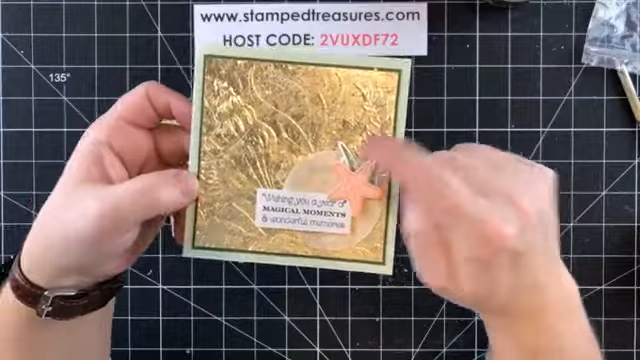 www.stampedtreasures.com
HOST CODE: 2VUXDF72
135°
Wishing you a year of
MAGICAL MOMENTS
& wonderful memories